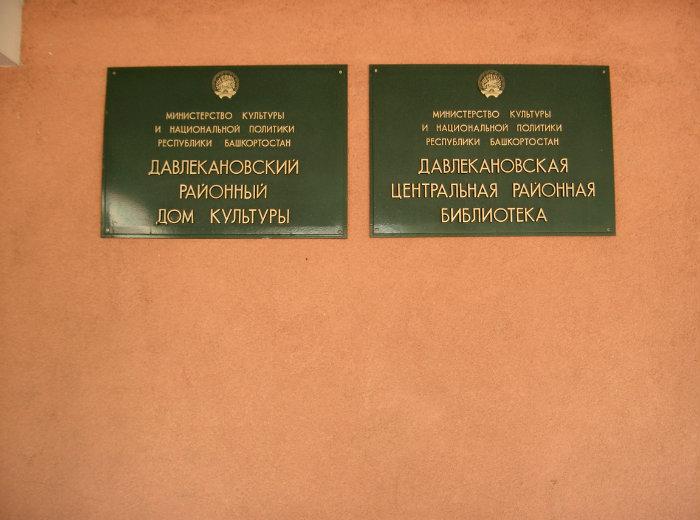 МИНИСТЕРСТВО КУЛЬТУРЫ
И НАЦИОНАЛЬНОЙ ПОЛИТИКИ
РЕСПУБЛИКИ БАШКОРТОСТАН
ДАВЛЕКАНОВСКИЙ
РАЙОННЫЙ
ДОМ КУЛЬТУРЫ
МИНИСТЕРСТВО КУЛЬТУРЫ
И НАЦИОНАЛЬНОЙ ПОЛИТИКИ
РЕСПУБЛИКИ БАШКОРТОСТАН
ДАВЛЕКАНОВСКАЯ
ЦЕНТРАЛЬНАЯ РАЙОННАЯ
БИБЛИОТЕКА